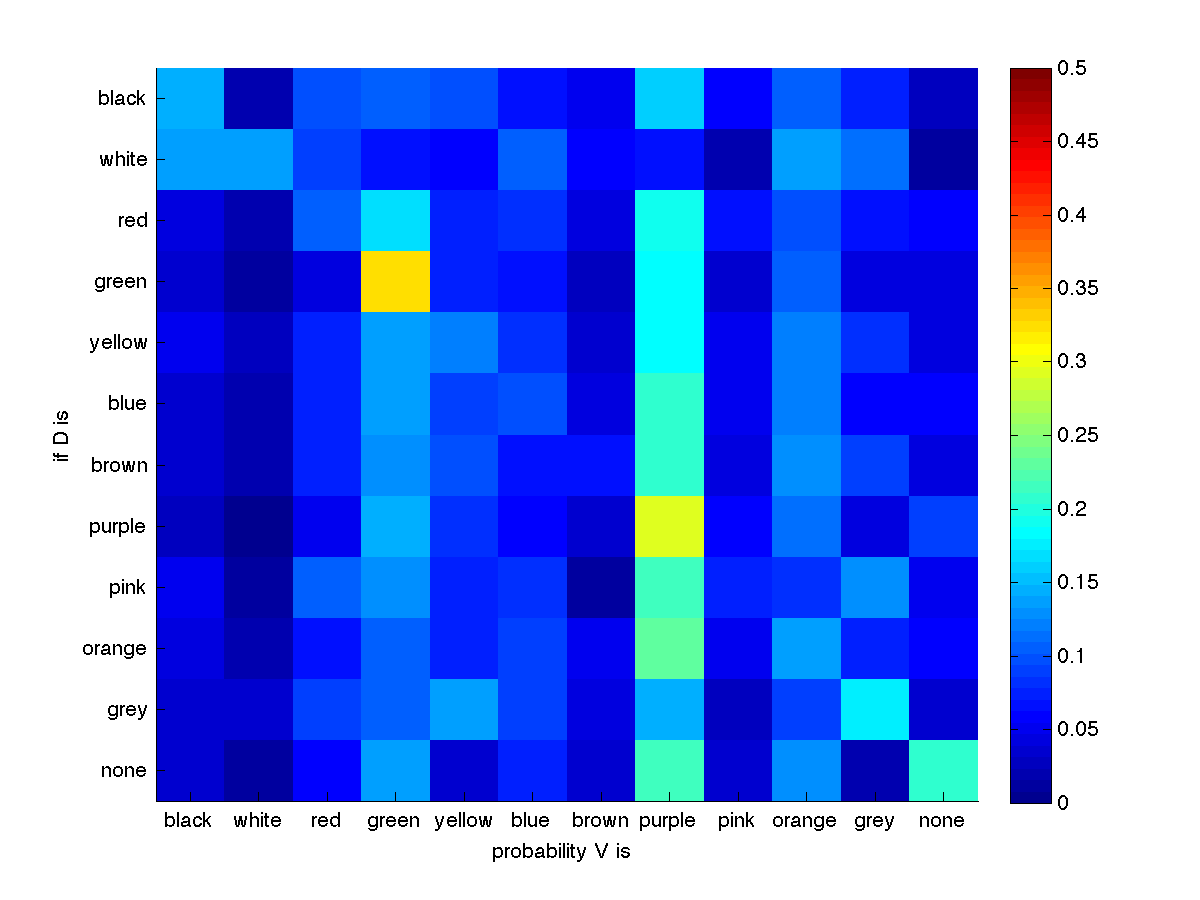 black
white
red
green
yellow
blue
brown
purple
pink
orange
grey
none
if D is
black white red green yellow blue brown purple pink orange grey none
probability V is
0.5
0.45
0.4
0.35
0.3
0.25
0.2
0.15
0.1
0.05
0